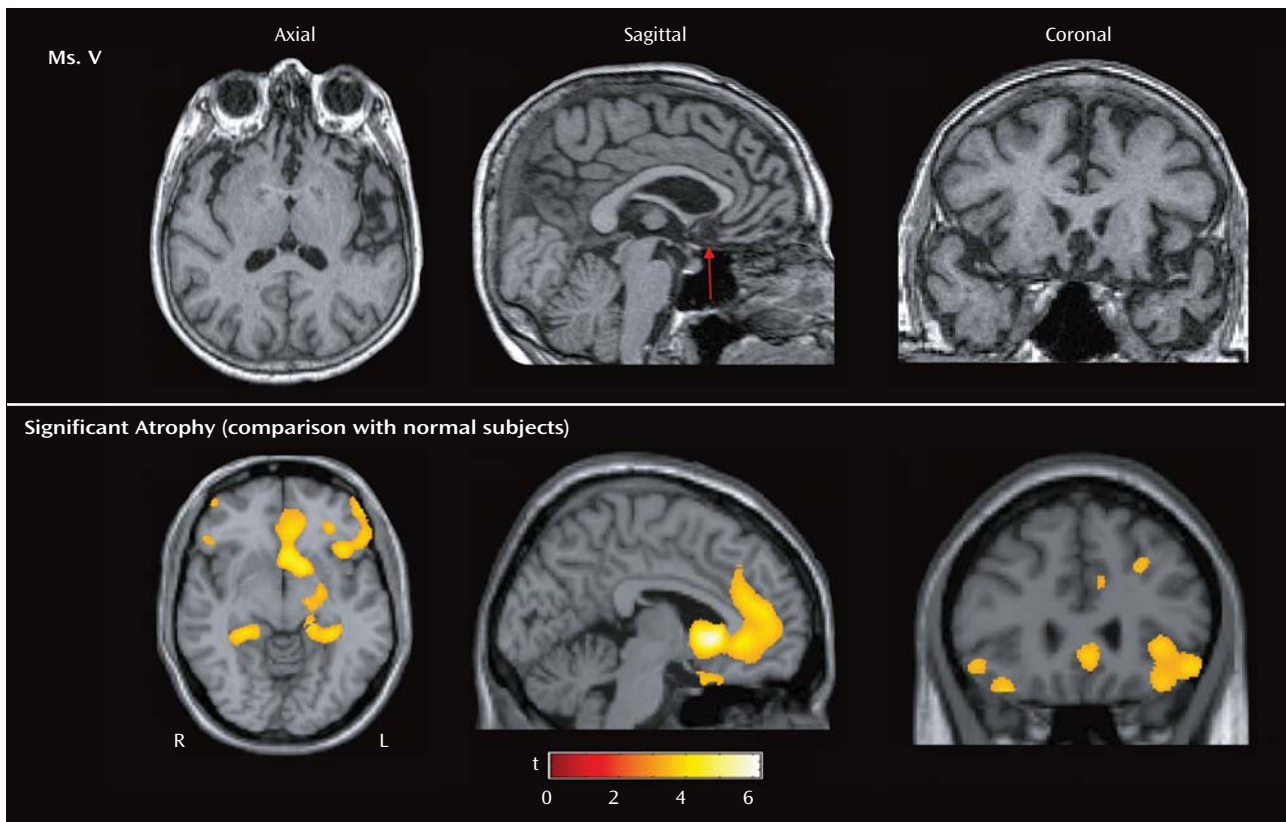 Axial
Sagittal
Coronal
Ms. V
Significant Atrophy (comparison with normal subjects)
R
L
t
0 2 4 6